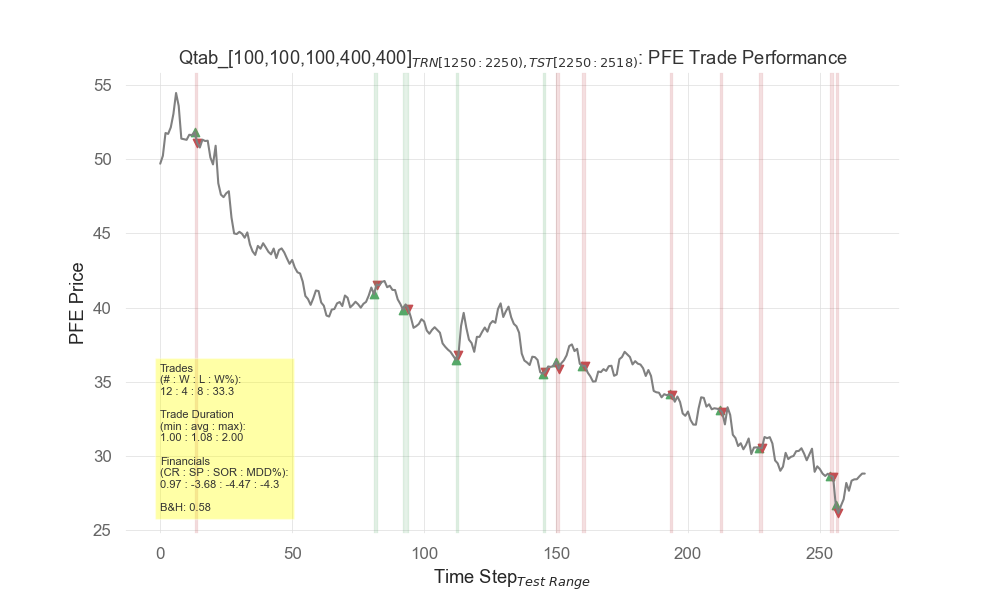 Qtab_[100,100,100,400,400]TRN[1250:2250),TST[2250:2518): PFE Trade Performance
55
50
45
40
35
30
25
PFE Price
Trades
(# : W : L : W%):
12 : 4 : 8 : 33.3
Trade Duration
(min : avg : max):
1.00 : 1.08 : 2.00
Financials
(CR : SP : SOR : MDD%):
0.97 : -3.68 : -4.47 : -4.3
B&H: 0.58
0 50 100 150 200 250
Time Step Test Range